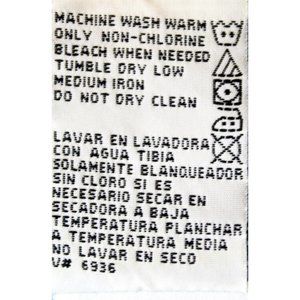 MACHINE WASH WARM
ONLY NON-CHLORINE
BLEACH WHEN NEEDED
TUMBLE DRY LOW
MEDIUM IRON
DO NOT DRY CLEAN
LAVAR EN LAVADORA
CON AGUA TIBIA
SOLAMENTE BLANQUEADOR
SIN CLORO SI ES
NECESARIO SECAR EN
SECADORA A BAJA
TEMPERATURA PLANCHAR
A TEMPERATURA MEDIA
NO LAVAR EN SECO
V# 6936